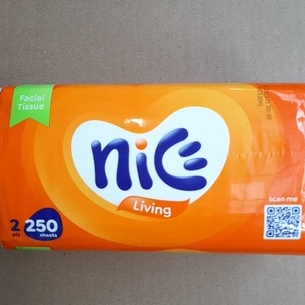 Facial
Tissue
nice
Living
2 250
ply sheets
scan me